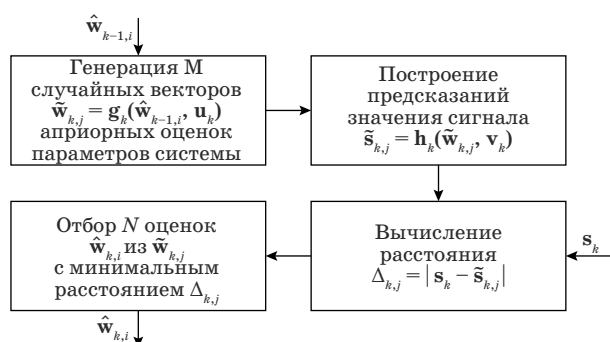 ŵ_{k−1,i}
Генерация M
случайных векторов
w̃_{k,j} = g_k(ŵ_{k−1,i}, u_k)
априорных оценок
параметров системы
Построение
предсказаний
значения сигнала
s̃_{k,j} = h_k(w̃_{k,j}, v_k)
Отбор N оценок
ŵ_{k,i} из w̃_{k,j}
с минимальным
расстоянием Δ_{k,j}
Вычисление
расстояния
Δ_{k,j} = | s_k − s̃_{k,j} |
s_k
ŵ_{k,i}